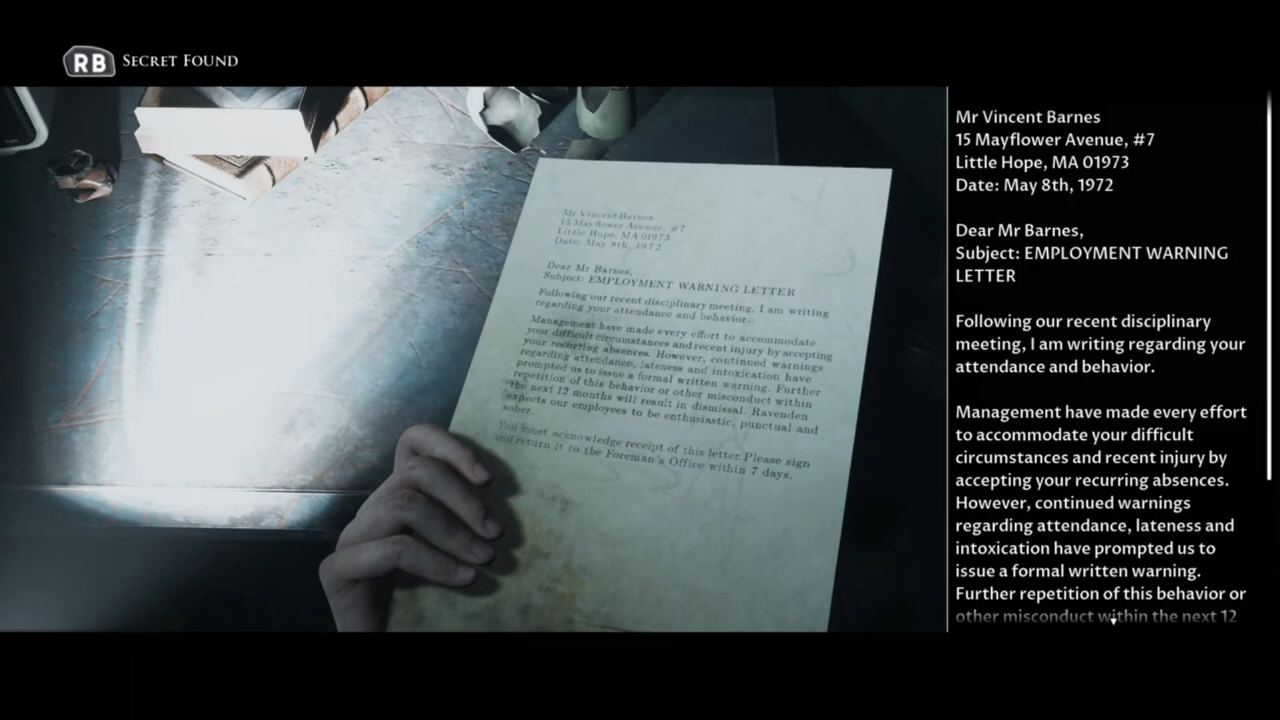 RB SECRET FOUND
Mr Vincent Barnes
15 Mayflower Avenue, #7
Little Hope, MA 01973
Date: May 8th, 1972
Dear Mr Barnes,
Subject: EMPLOYMENT WARNING LETTER
Following our recent disciplinary meeting, I am writing
regarding your attendance and behavior.
Management have made every effort to accommodate
your difficult circumstances and recent injury by accepting
your recurring absences. However, continued warnings
regarding attendance, lateness and intoxication have
prompted us to issue a formal written warning. Further
repetition of this behavior or other misconduct within
the next 12 months will result in dismissal. Ravenden
expects our employees to be enthusiastic, punctual and
sober.
You must acknowledge receipt of this letter. Please sign
and return it to the Foreman's Office within 7 days.
Mr Vincent Barnes
15 Mayflower Avenue, #7
Little Hope, MA 01973
Date: May 8th, 1972
Dear Mr Barnes,
Subject: EMPLOYMENT WARNING
LETTER
Following our recent disciplinary
meeting, I am writing regarding your
attendance and behavior.
Management have made every effort
to accommodate your difficult
circumstances and recent injury by
accepting your recurring absences.
However, continued warnings
regarding attendance, lateness and
intoxication have prompted us to
issue a formal written warning.
Further repetition of this behavior or
other misconduct within the next 12